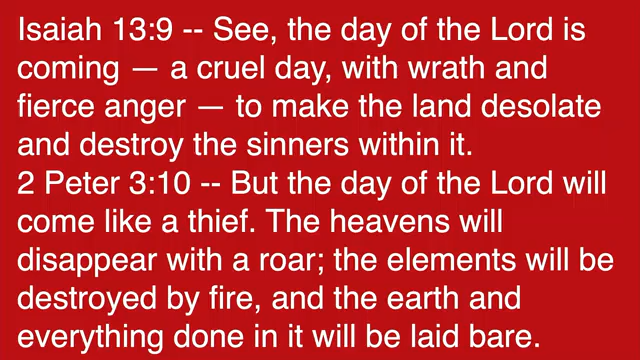 Isaiah 13:9 -- See, the day of the Lord is
coming — a cruel day, with wrath and
fierce anger — to make the land desolate
and destroy the sinners within it.
2 Peter 3:10 -- But the day of the Lord will
come like a thief. The heavens will
disappear with a roar; the elements will be
destroyed by fire, and the earth and
everything done in it will be laid bare.